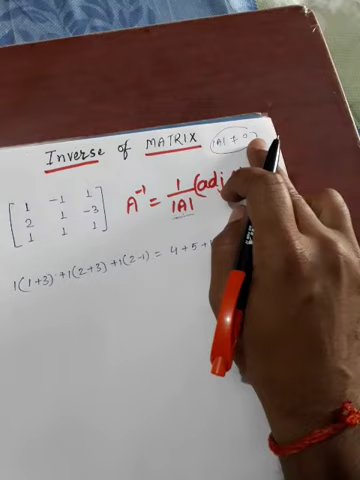 Inverse of MATRIX |A| ≠ 0
1 -1 1
2 1 -3
1 1 1
A⁻¹ = 1/|A| (adj
1(1+3) + 1(2+3) + 1(2-1) = 4 + 5 +